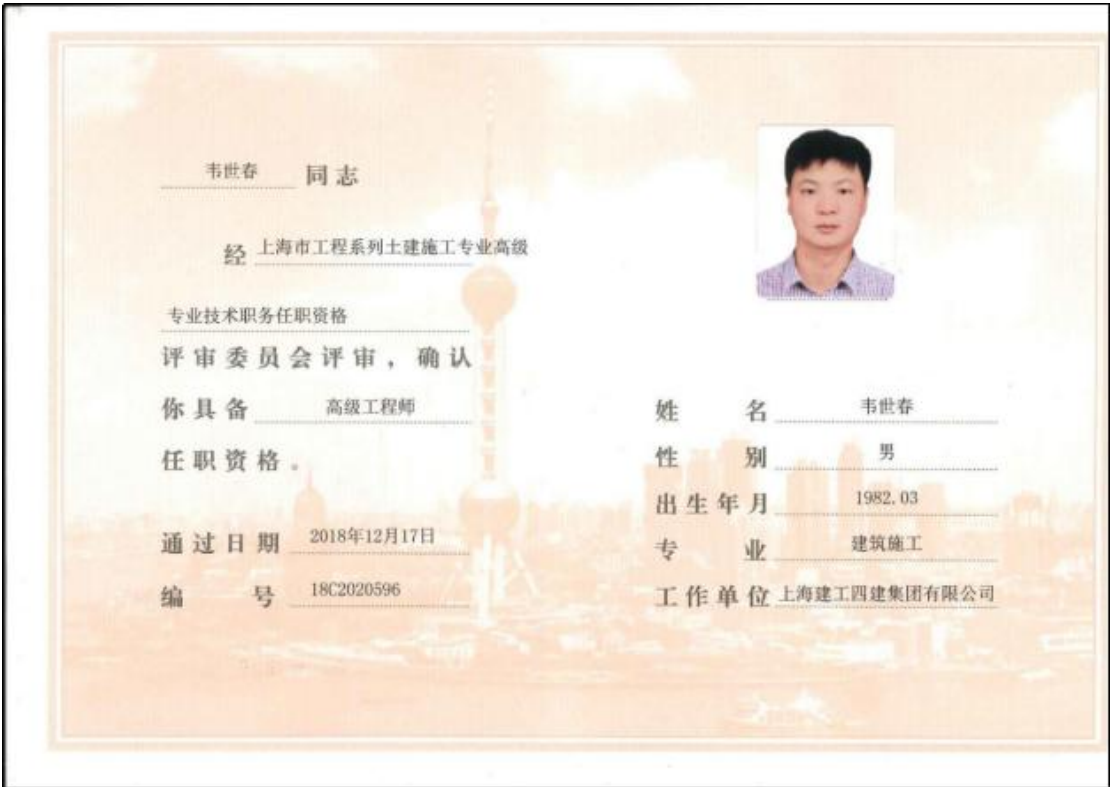 韦世春 同志
经 上海市工程系列土建施工专业高级
专业技术职务任职资格
评审委员会评审，确认
你具备 高级工程师
任职资格。
通过日期 2018年12月17日
编号 18C2020596
姓名 韦世春
性别 男
出生年月 1982.03
专业 建筑施工
工作单位 上海建工四建集团有限公司